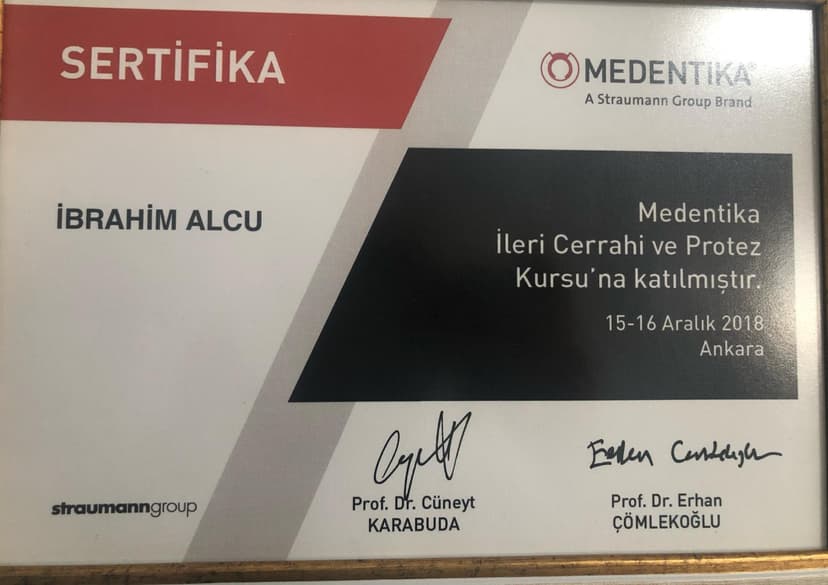 SERTİFİKA
MEDENTiKA®
A Straumann Group Brand
İBRAHİM ALCU
Medentika
İleri Cerrahi ve Protez
Kursu'na katılmıştır.
15-16 Aralık 2018
Ankara
Prof. Dr. Cüneyt
KARABUDA
Prof. Dr. Erhan
ÇÖMLEKOĞLU
straumanngroup